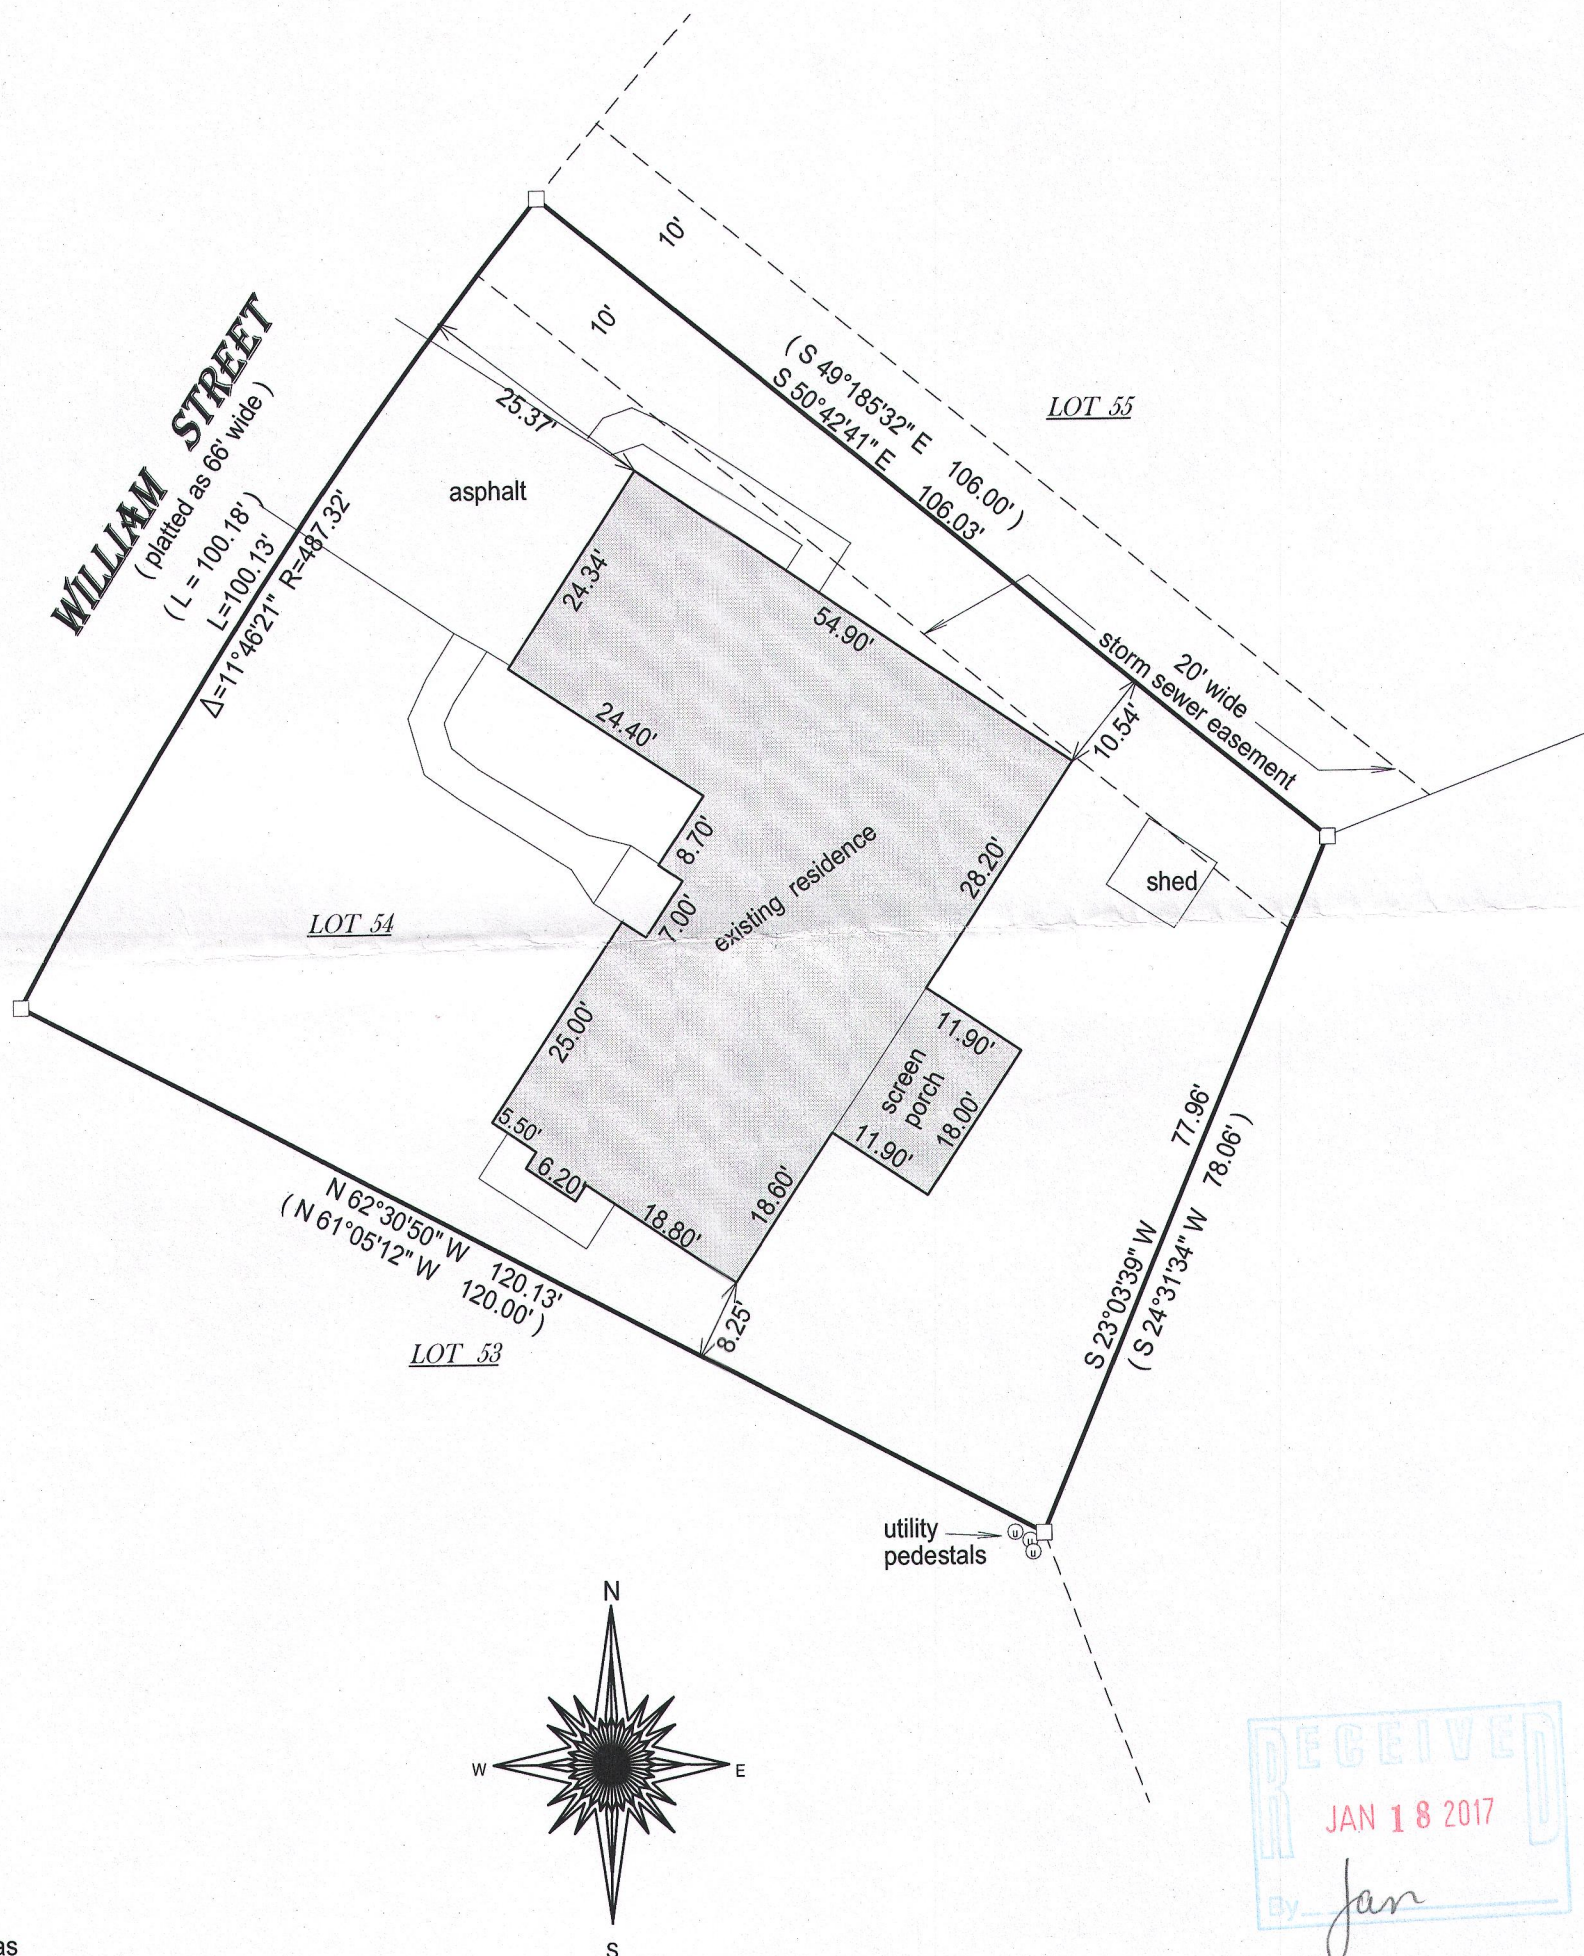 10'
10'
WILLIAM STREET
( platted as 66' wide )
( L = 100.18' )
L=100.13'
Δ=11°46'21" R=487.32'
25.37'
asphalt
( S 49°185'32" E 106.00' )
S 50°42'41" E 106.03'
LOT 55
24.34'
54.90'
20' wide
storm sewer easement
10.54'
24.40'
8.70'
7.00'
existing residence
28.20'
shed
LOT 54
25.00'
11.90'
screen
porch
18.00'
11.90'
5.50'
6.20'
18.80'
18.60'
8.25'
77.96'
S 23°03'39" W
( S 24°31'34" W 78.06' )
N 62°30'50" W 120.13'
( N 61°05'12" W 120.00' )
LOT 53
utility
pedestals
u
u
u
N
W
E
S
RECEIVED
JAN 18 2017
By Jan
as